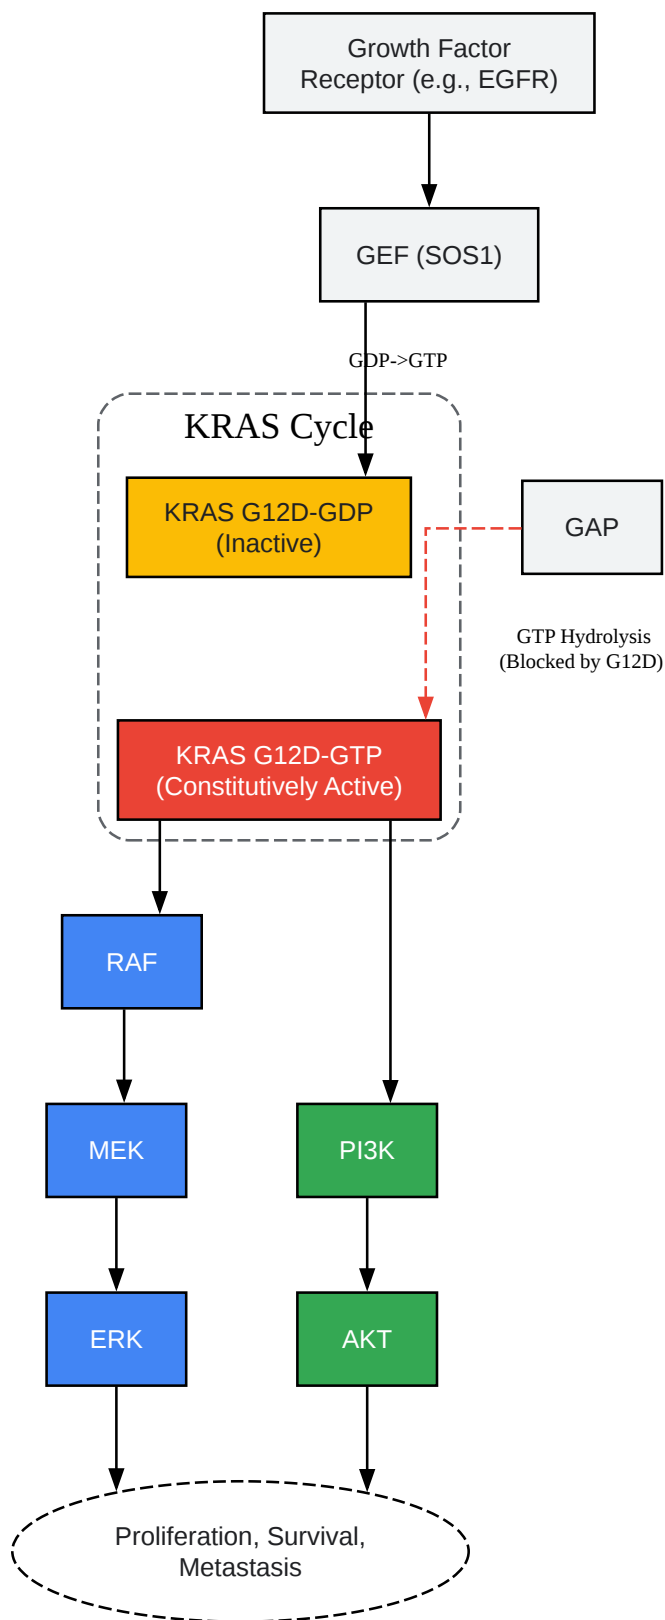 Growth Factor
Receptor (e.g., EGFR)
GEF (SOS1)
GDP->GTP
KRAS Cycle
KRAS G12D-GDP
(Inactive)
GAP
GTP Hydrolysis
(Blocked by G12D)
KRAS G12D-GTP
(Constitutively Active)
RAF
MEK
PI3K
ERK
AKT
Proliferation, Survival,
Metastasis